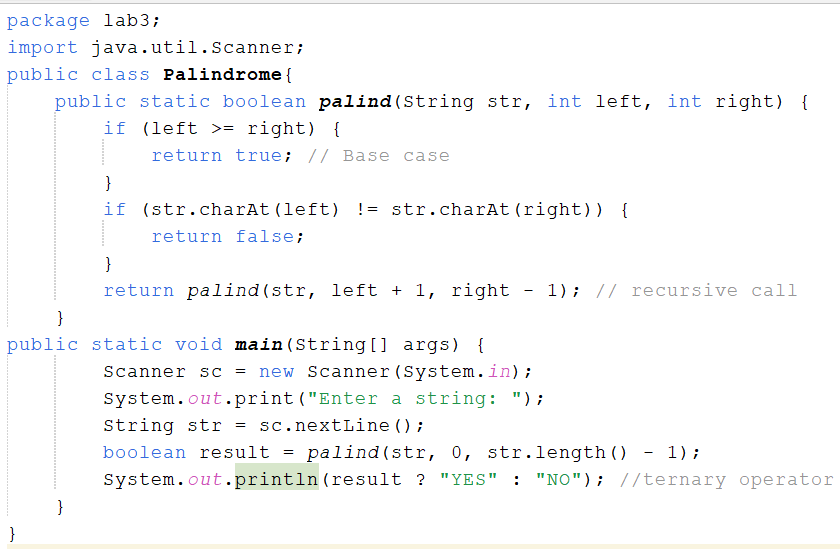 package lab3;
import java.util.Scanner;
public class Palindrome{
    public static boolean palind(String str, int left, int right) {
        if (left >= right) {
            return true; // Base case
        }
        if (str.charAt(left) != str.charAt(right)) {
            return false;
        }
        return palind(str, left + 1, right - 1); // recursive call
    }
public static void main(String[] args) {
        Scanner sc = new Scanner(System.in);
        System.out.print("Enter a string: ");
        String str = sc.nextLine();
        boolean result = palind(str, 0, str.length() - 1);
        System.out.println(result ? "YES" : "NO"); //ternary operator
    }
}